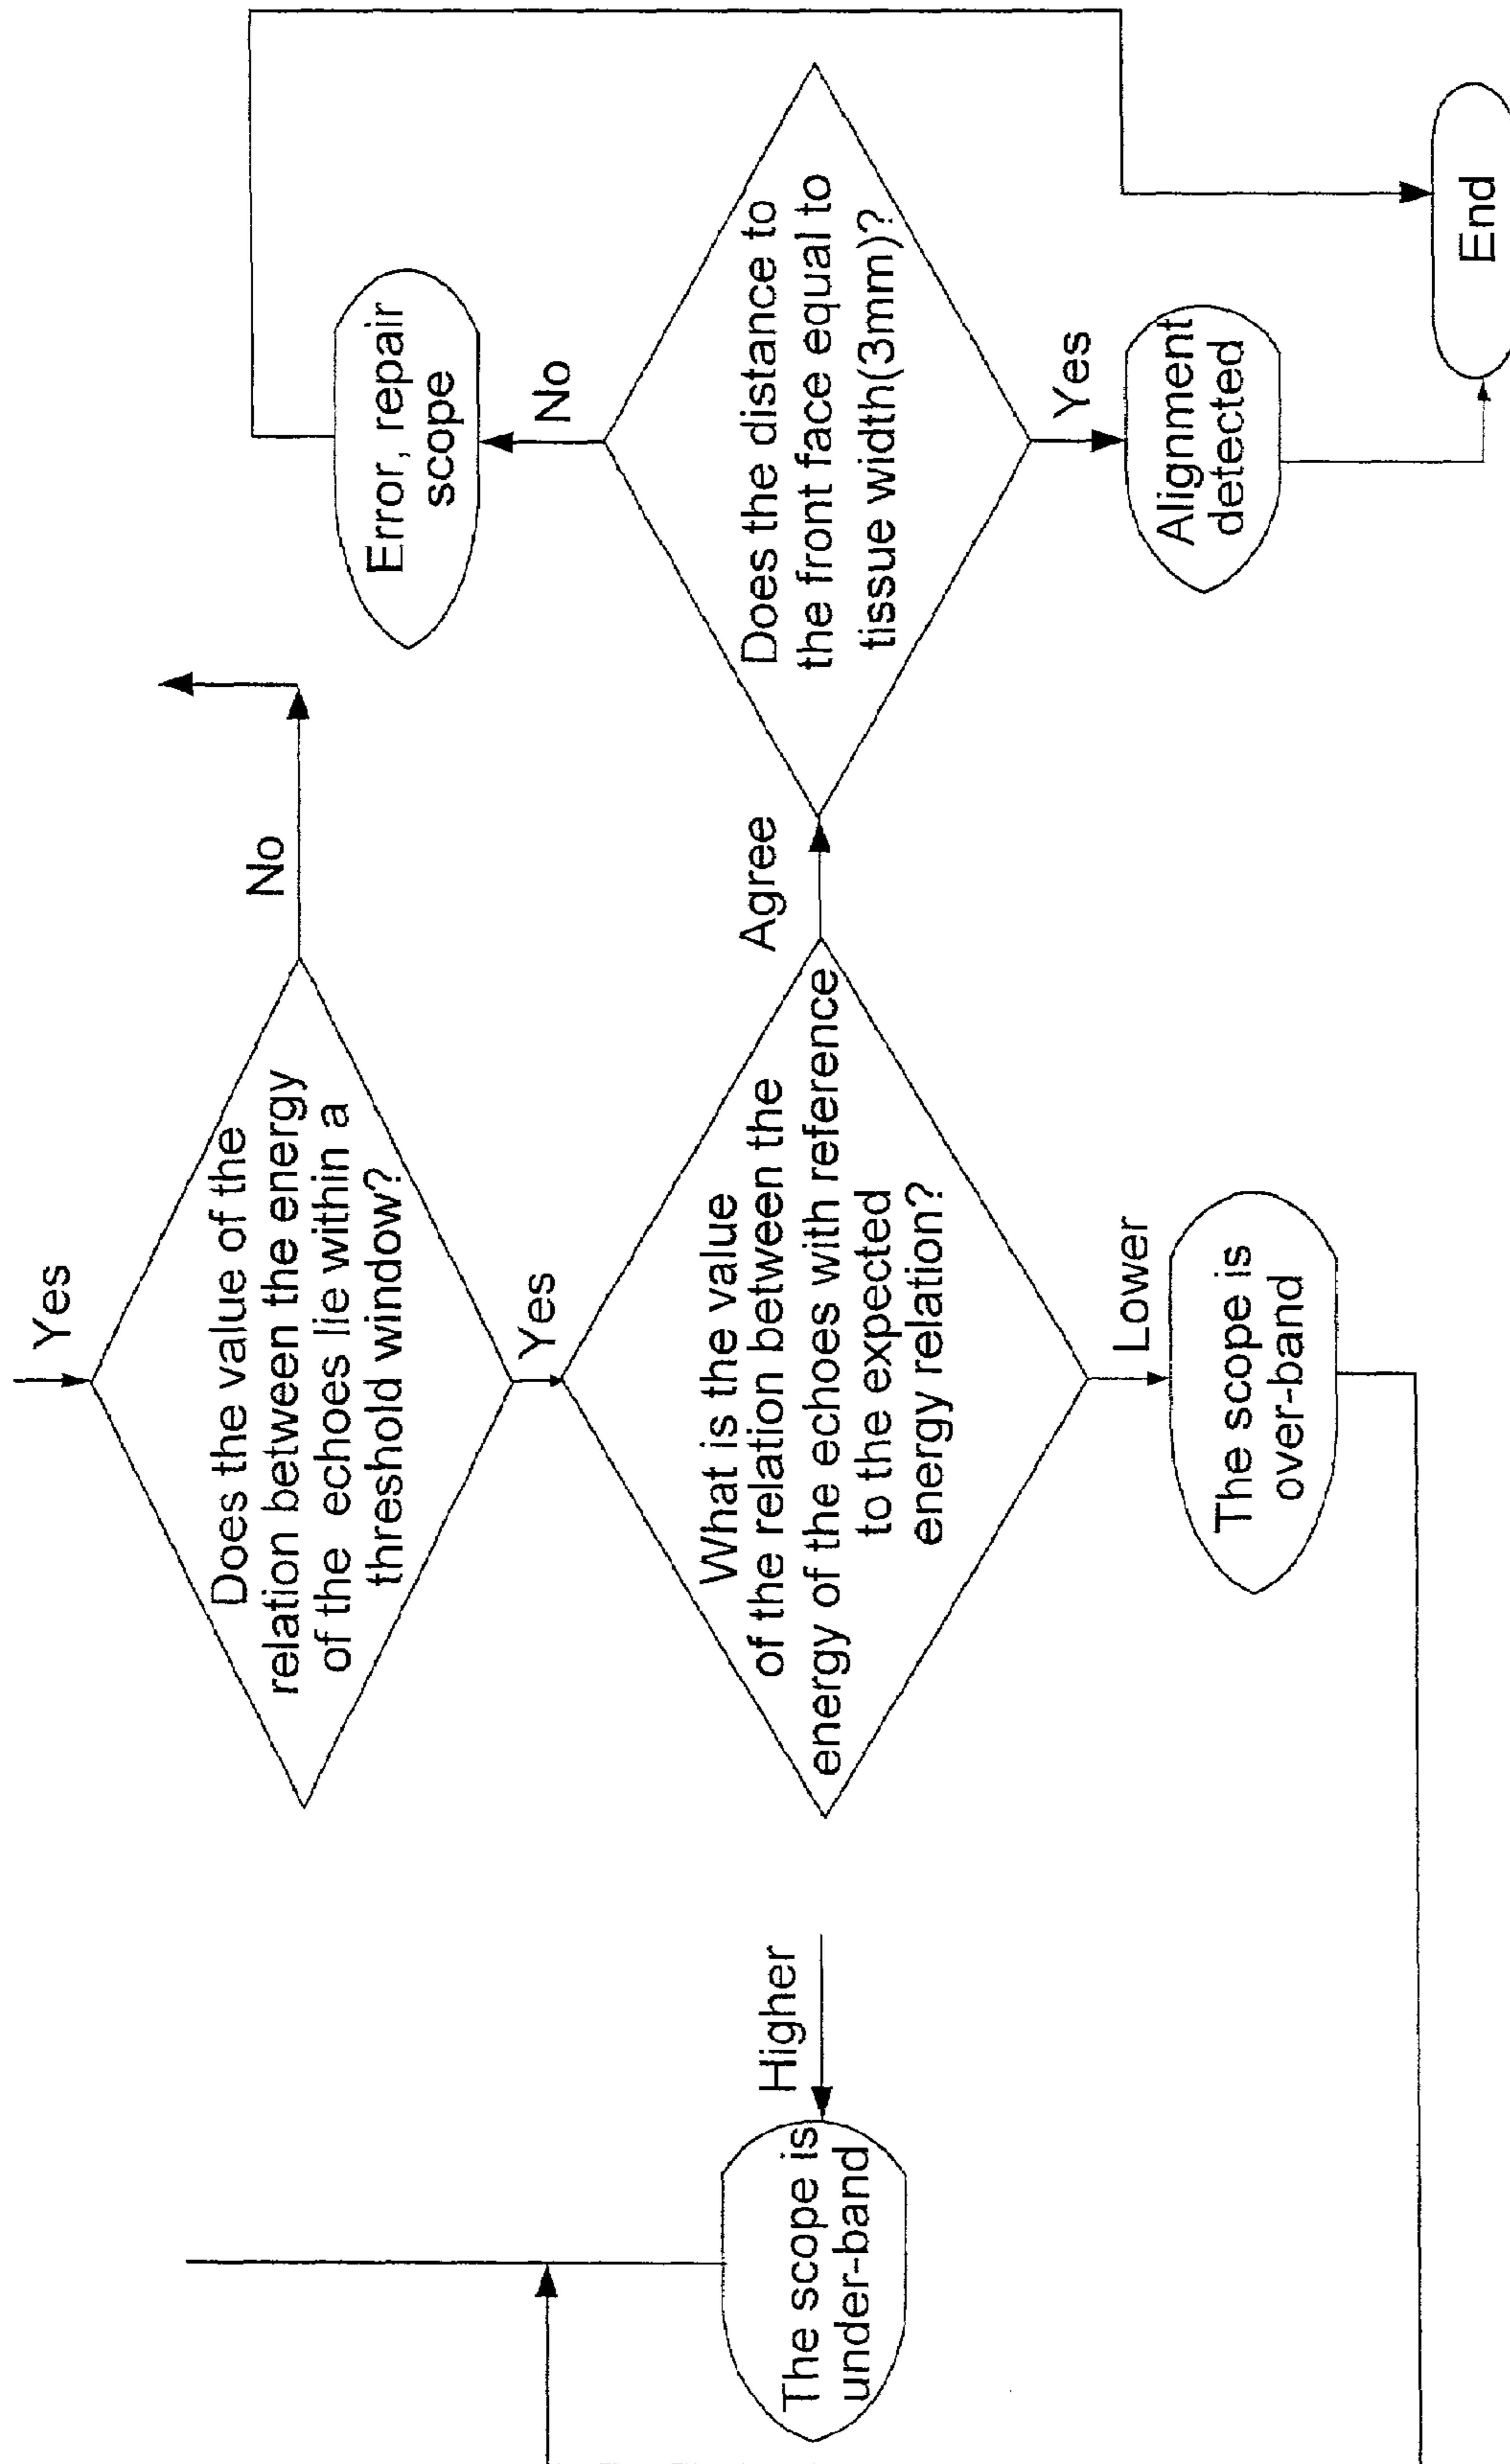 Yes
Does the value of the
relation between the energy
of the echoes lie within a
threshold window?
No
Yes
Higher
The scope is
under-band
What is the value
of the relation between the
energy of the echoes with reference
to the expected
energy relation?
Agree
Lower
The scope is
over-band
Error, repair
scope
No
Does the distance to
the front face equal to
tissue width(3mm)?
Yes
Alignment
detected
End